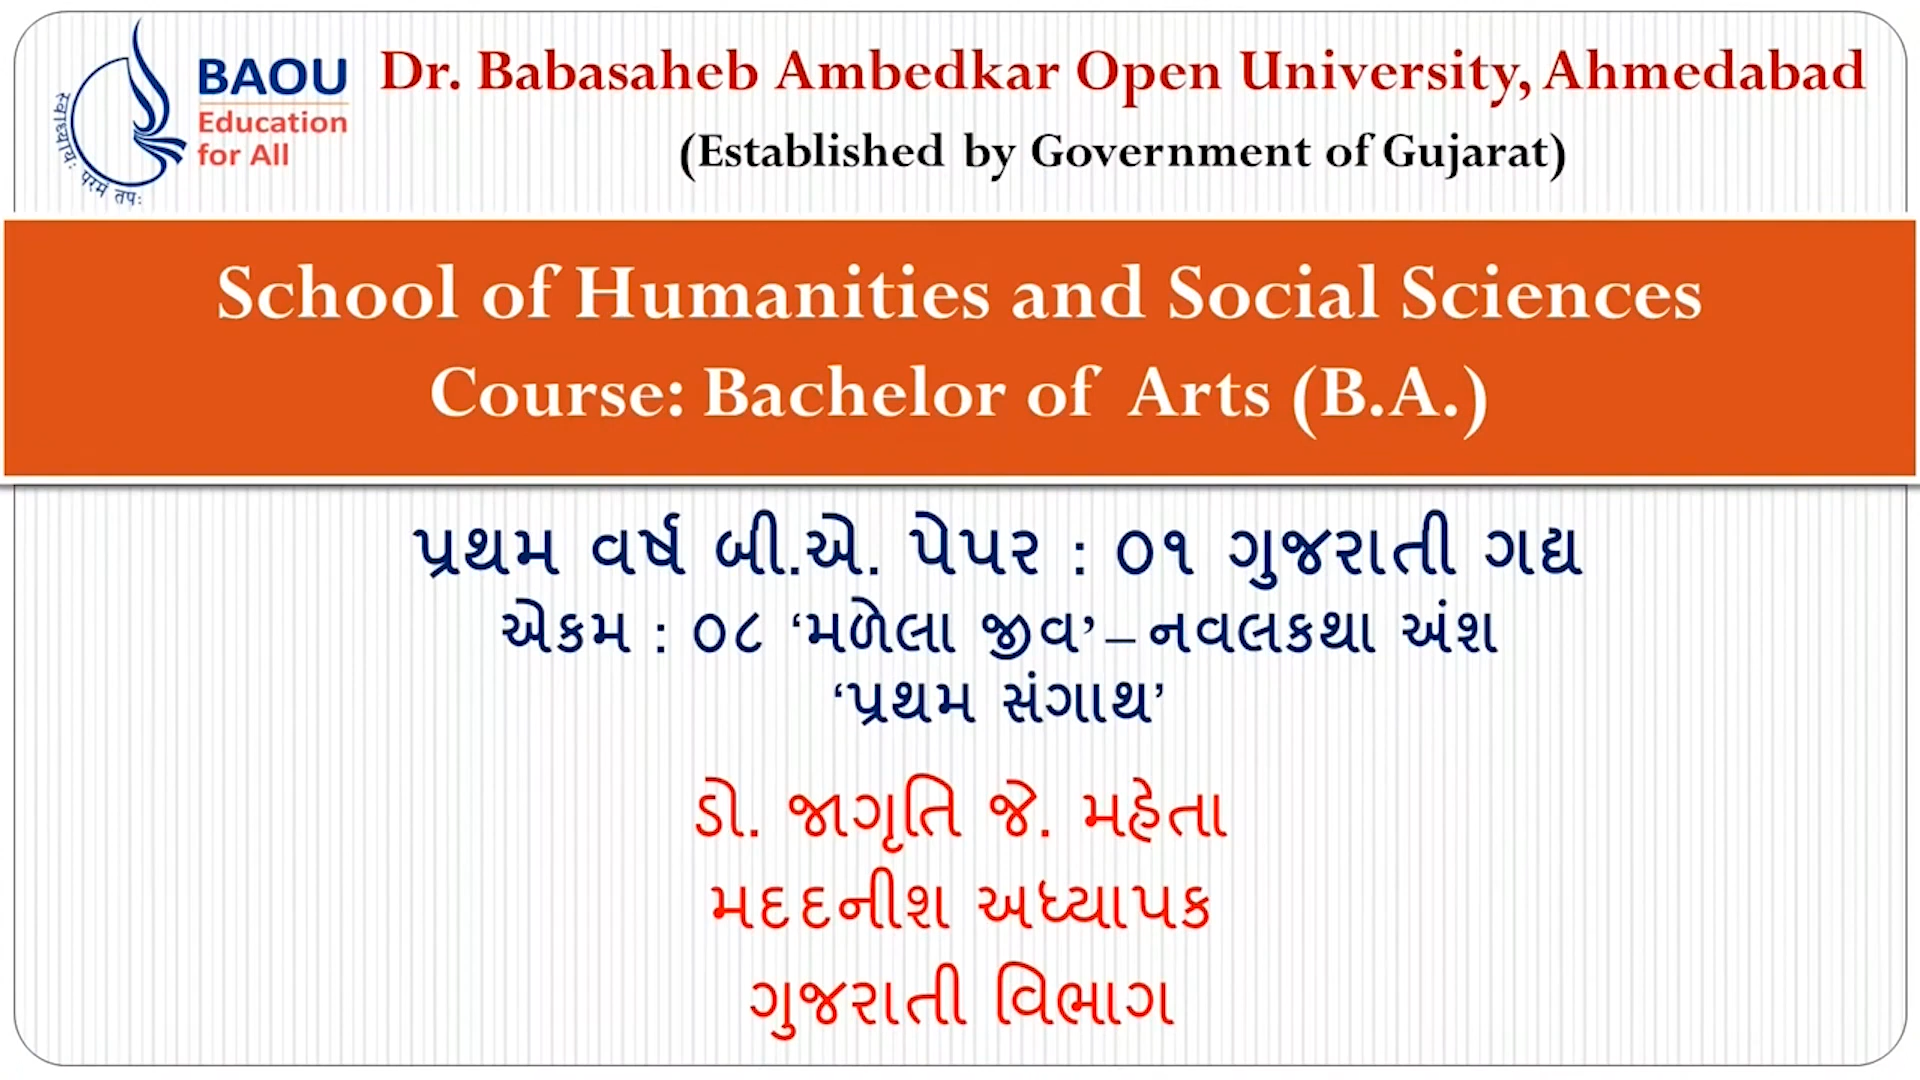 स्वाध्यायः परमं तपः
BAOU
Education
for All
Dr. Babasaheb Ambedkar Open University, Ahmedabad
(Established by Government of Gujarat)
School of Humanities and Social Sciences
Course: Bachelor of Arts (B.A.)
પ્રથમ વર્ષ બી.એ. પેપર : ૦૧ ગુજરાતી ગદ્ય
એકમ : ૦૮ ‘મળેલા જીવ’ – નવલકથા અંશ
‘પ્રથમ સંગાથ’
ડો. જાગૃતિ જે. મહેતા
મદદનીશ અધ્યાપક
ગુજરાતી વિભાગ